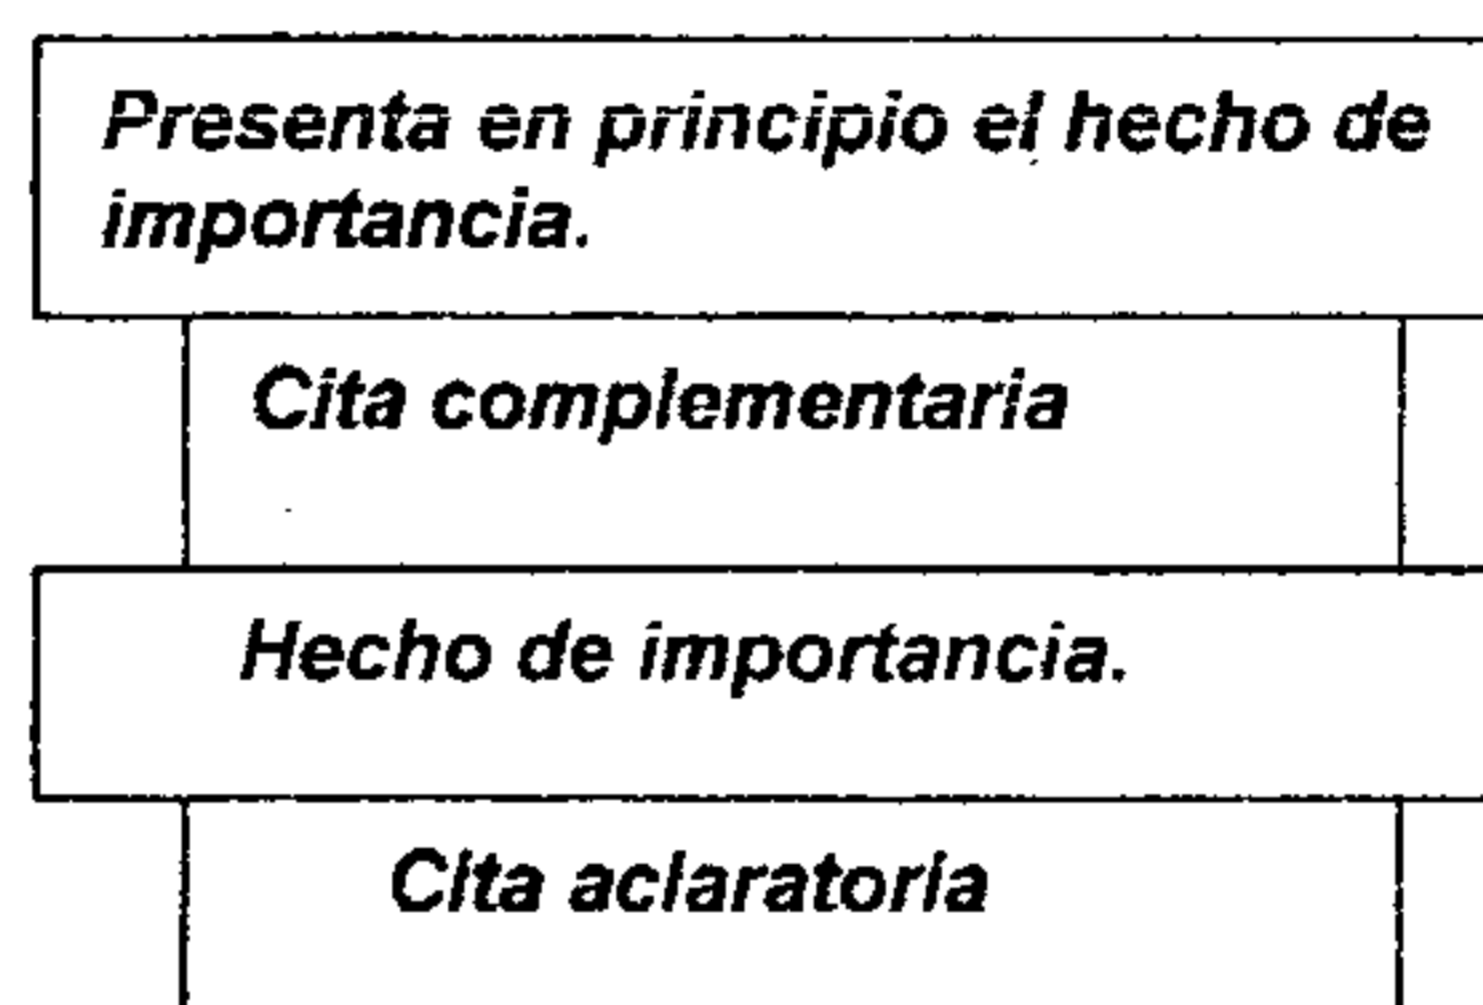 Presenta en principio el hecho de
importancia.
Cita complementaria
Hecho de importancia.
Cita aclaratoria